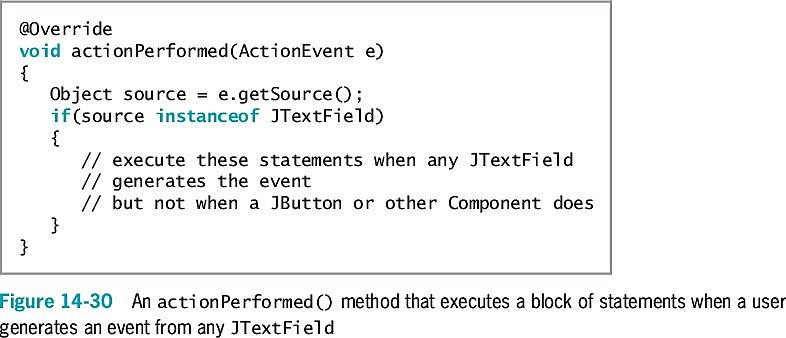 @Override
void actionPerformed(ActionEvent e)
{
   Object source = e.getSource();
   if(source instanceof JTextField)
   {
      // execute these statements when any JTextField
      // generates the event
      // but not when a JButton or other Component does
   }
}
Figure 14-30 An actionPerformed() method that executes a block of statements when a user
generates an event from any JTextField